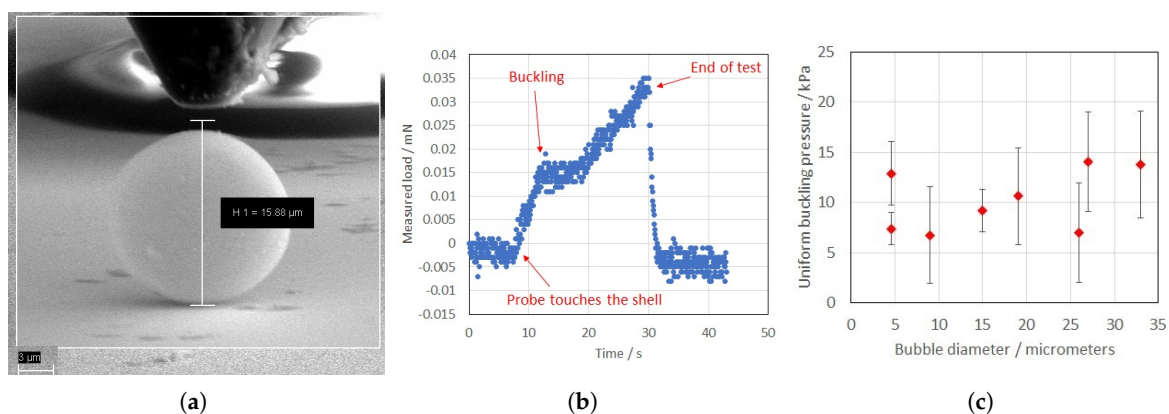 H 1 = 15.88 µm
3 µm
(a)
Measured load / mN
0.04
0.035
0.03
0.025
0.02
0.015
0.01
0.005
0
-0.005
-0.01
-0.015
0 10 20 30 40 50
Time / s
Buckling
End of test
Probe touches the shell
(b)
Uniform buckling pressure / kPa
25
20
15
10
5
0
0 5 10 15 20 25 30 35
Bubble diameter / micrometers
(c)